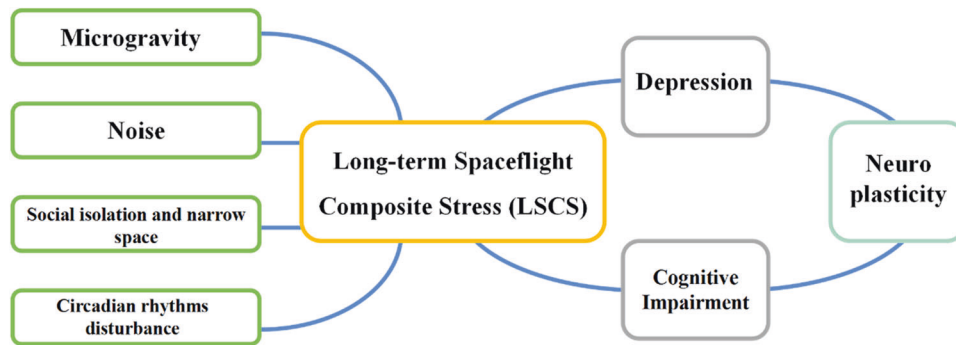 Microgravity
Noise
Social isolation and narrow
space
Circadian rhythms
disturbance
Long-term Spaceflight
Composite Stress (LSCS)
Depression
Cognitive
Impairment
Neuro
plasticity